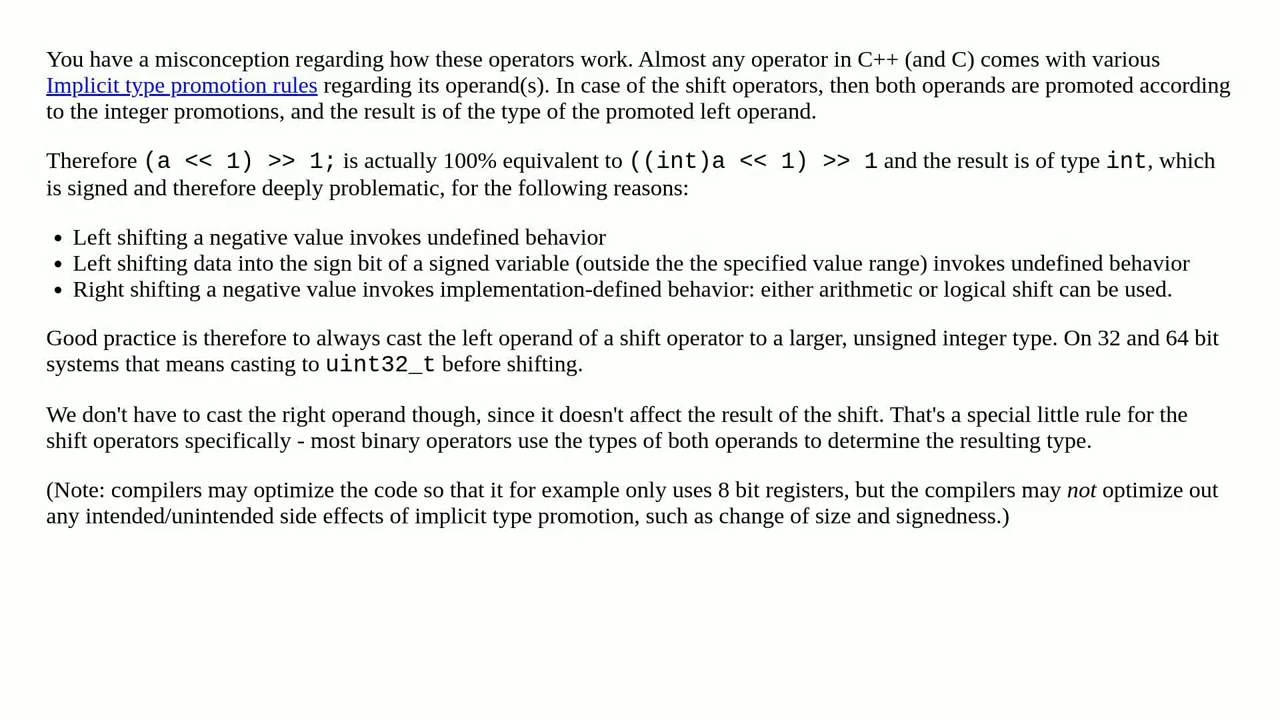 You have a misconception regarding how these operators work. Almost any operator in C++ (and C) comes with various
Implicit type promotion rules regarding its operand(s). In case of the shift operators, then both operands are promoted according
to the integer promotions, and the result is of the type of the promoted left operand.
Therefore (a << 1) >> 1; is actually 100% equivalent to ((int)a << 1) >> 1 and the result is of type int, which
is signed and therefore deeply problematic, for the following reasons:
• Left shifting a negative value invokes undefined behavior
• Left shifting data into the sign bit of a signed variable (outside the the specified value range) invokes undefined behavior
• Right shifting a negative value invokes implementation-defined behavior: either arithmetic or logical shift can be used.
Good practice is therefore to always cast the left operand of a shift operator to a larger, unsigned integer type. On 32 and 64 bit
systems that means casting to uint32_t before shifting.
We don't have to cast the right operand though, since it doesn't affect the result of the shift. That's a special little rule for the
shift operators specifically - most binary operators use the types of both operands to determine the resulting type.
(Note: compilers may optimize the code so that it for example only uses 8 bit registers, but the compilers may not optimize out
any intended/unintended side effects of implicit type promotion, such as change of size and signedness.)